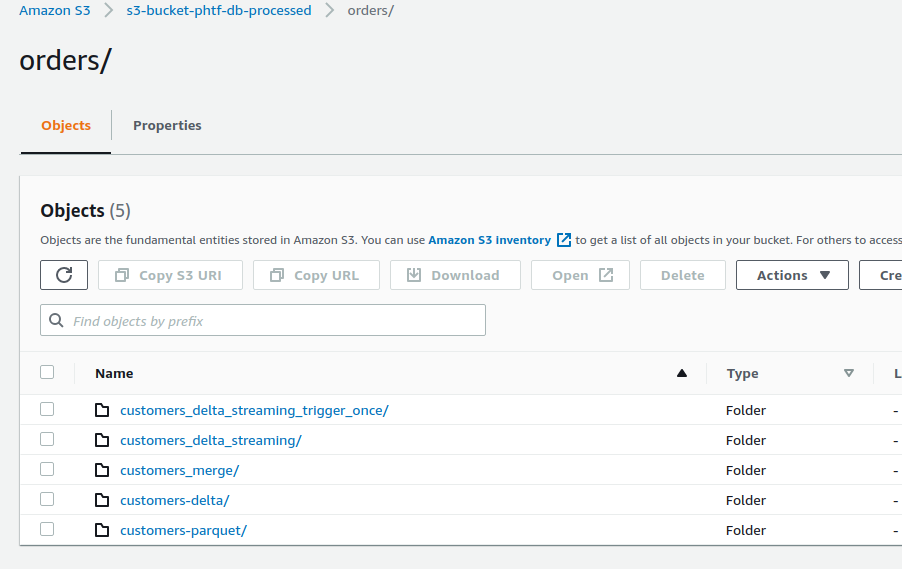 Amazon S3 > s3-bucket-phtf-db-processed > orders/
orders/
Objects Properties
Objects (5)
Objects are the fundamental entities stored in Amazon S3. You can use Amazon S3 inventory to get a list of all objects in your bucket. For others to access
Copy S3 URI Copy URL Download Open Delete Actions Cre
Find objects by prefix
Name Type L
customers_delta_streaming_trigger_once/ Folder -
customers_delta_streaming/ Folder -
customers_merge/ Folder -
customers-delta/ Folder -
customers-parquet/ Folder -